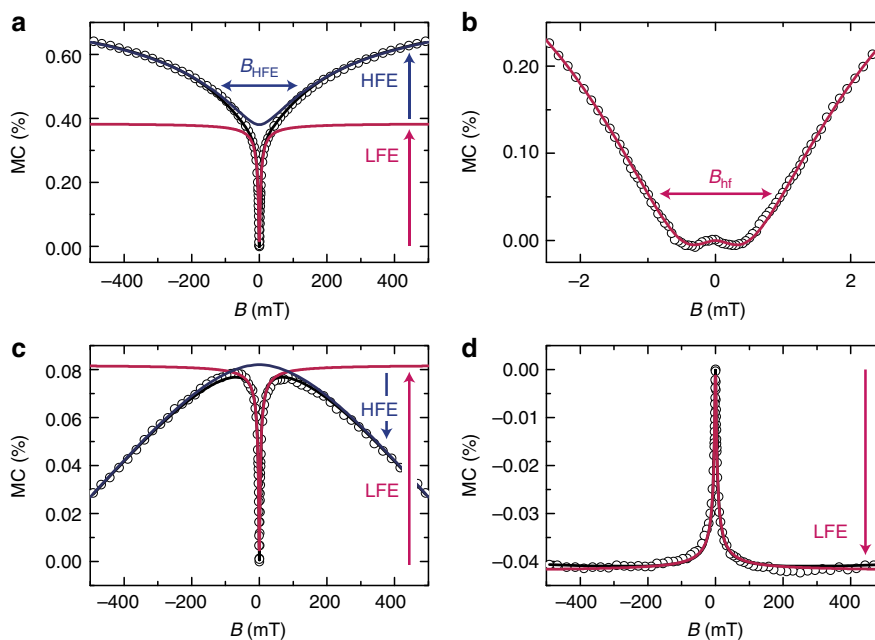 a
MC (%)
0.60
0.40
0.20
0.00
B_HFE
HFE
LFE
−400 −200 0 200 400
B (mT)
b
MC (%)
0.20
0.10
0.00
B_hf
−2 0 2
B (mT)
c
MC (%)
0.08
0.06
0.04
0.02
0.00
HFE
LFE
−400 −200 0 200 400
B (mT)
d
MC (%)
0.00
−0.01
−0.02
−0.03
−0.04
LFE
−400 −200 0 200 400
B (mT)